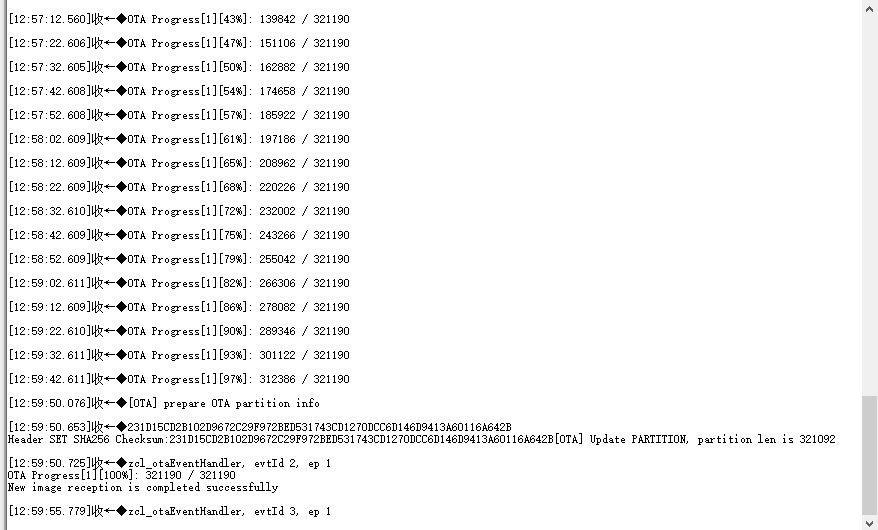 [12:57:12.560]收←◆OTA Progress[1][43%]: 139842 / 321190
[12:57:22.606]收←◆OTA Progress[1][47%]: 151106 / 321190
[12:57:32.605]收←◆OTA Progress[1][50%]: 162882 / 321190
[12:57:42.608]收←◆OTA Progress[1][54%]: 174658 / 321190
[12:57:52.608]收←◆OTA Progress[1][57%]: 185922 / 321190
[12:58:02.609]收←◆OTA Progress[1][61%]: 197186 / 321190
[12:58:12.609]收←◆OTA Progress[1][65%]: 208962 / 321190
[12:58:22.609]收←◆OTA Progress[1][68%]: 220226 / 321190
[12:58:32.610]收←◆OTA Progress[1][72%]: 232002 / 321190
[12:58:42.609]收←◆OTA Progress[1][75%]: 243266 / 321190
[12:58:52.609]收←◆OTA Progress[1][79%]: 255042 / 321190
[12:59:02.611]收←◆OTA Progress[1][82%]: 266306 / 321190
[12:59:12.609]收←◆OTA Progress[1][86%]: 278082 / 321190
[12:59:22.610]收←◆OTA Progress[1][90%]: 289346 / 321190
[12:59:32.611]收←◆OTA Progress[1][93%]: 301122 / 321190
[12:59:42.611]收←◆OTA Progress[1][97%]: 312386 / 321190
[12:59:50.076]收←◆[OTA] prepare OTA partition info
[12:59:50.653]收←◆231D15CD2B102D9672C29F972BED531743CD1270DCC6D146D9413A60116A642B
Header SET SHA256 Checksum:231D15CD2B102D9672C29F972BED531743CD1270DCC6D146D9413A60116A642B[OTA] Update PARTITION, partition len is 321092
[12:59:50.725]收←◆zcl_otaEventHandler, evtId 2, ep 1
OTA Progress[1][100%]: 321190 / 321190
New image reception is completed successfully
[12:59:55.779]收←◆zcl_otaEventHandler, evtId 3, ep 1